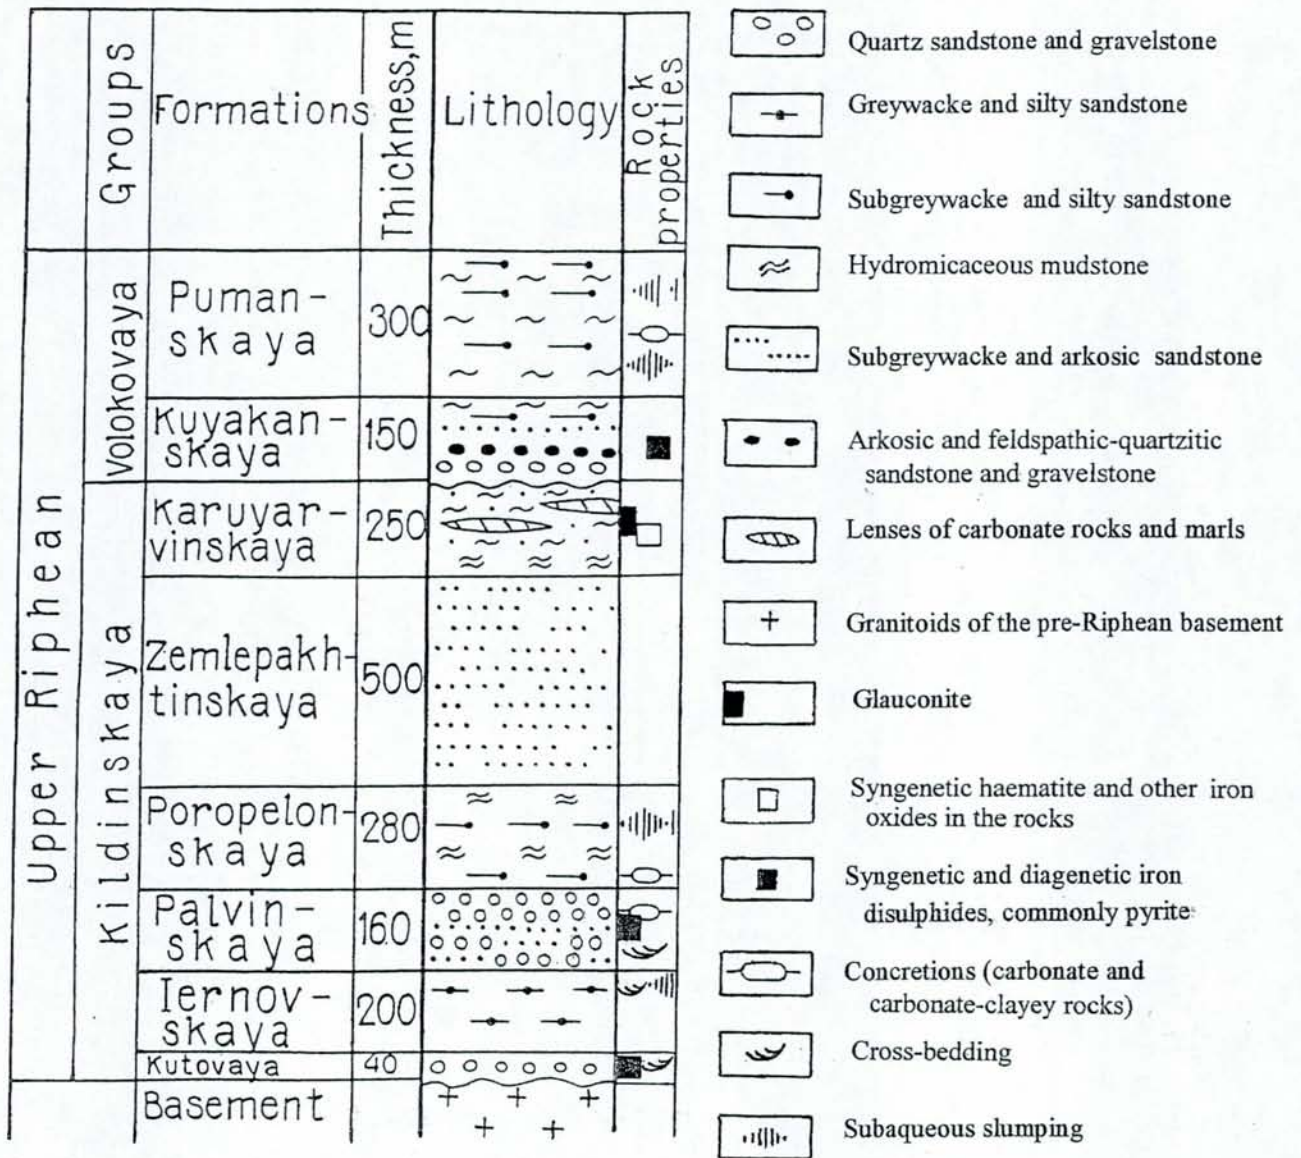 Groups
Formations
Thickness, m
Lithology
Rock
properties
Upper Riphean
Volokovaya
Kildinskaya
Puman-
skaya
300
Kuyakan-
skaya
150
Karuyar-
vinskaya
250
Zemlepakh-
tinskaya
500
Poropelon-
skaya
280
Palvin-
skaya
160
Iernov-
skaya
200
Kutovaya
40
Basement
Quartz sandstone and gravelstone
Greywacke and silty sandstone
Subgreywacke and silty sandstone
Hydromicaceous mudstone
Subgreywacke and arkosic sandstone
Arkosic and feldspathic-quartzitic
sandstone and gravelstone
Lenses of carbonate rocks and marls
Granitoids of the pre-Riphean basement
Glauconite
Syngenetic haematite and other iron
oxides in the rocks
Syngenetic and diagenetic iron
disulphides, commonly pyrite
Concretions (carbonate and
carbonate-clayey rocks)
Cross-bedding
Subaqueous slumping